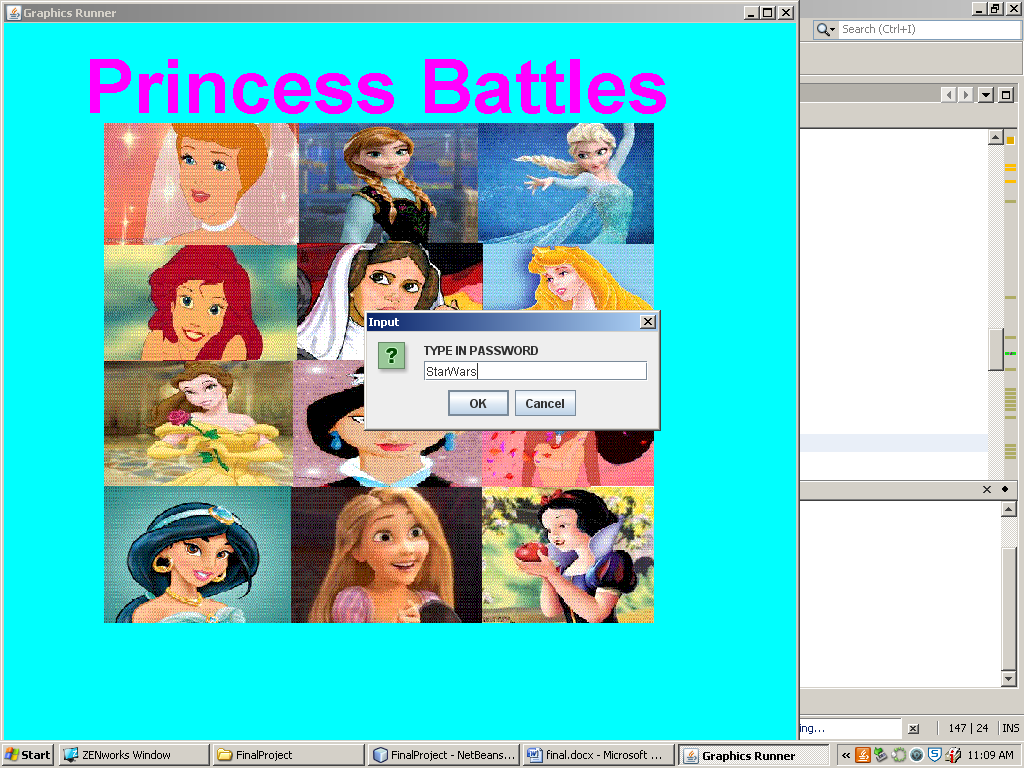 Graphics Runner
Search (Ctrl+I)
Princess Battles
Input
?
TYPE IN PASSWORD
StarWars
OK
Cancel
ing...
147 | 24
INS
Start
ZENworks Window
FinalProject
FinalProject - NetBeans...
final.docx - Microsoft ...
Graphics Runner
«
11:09 AM